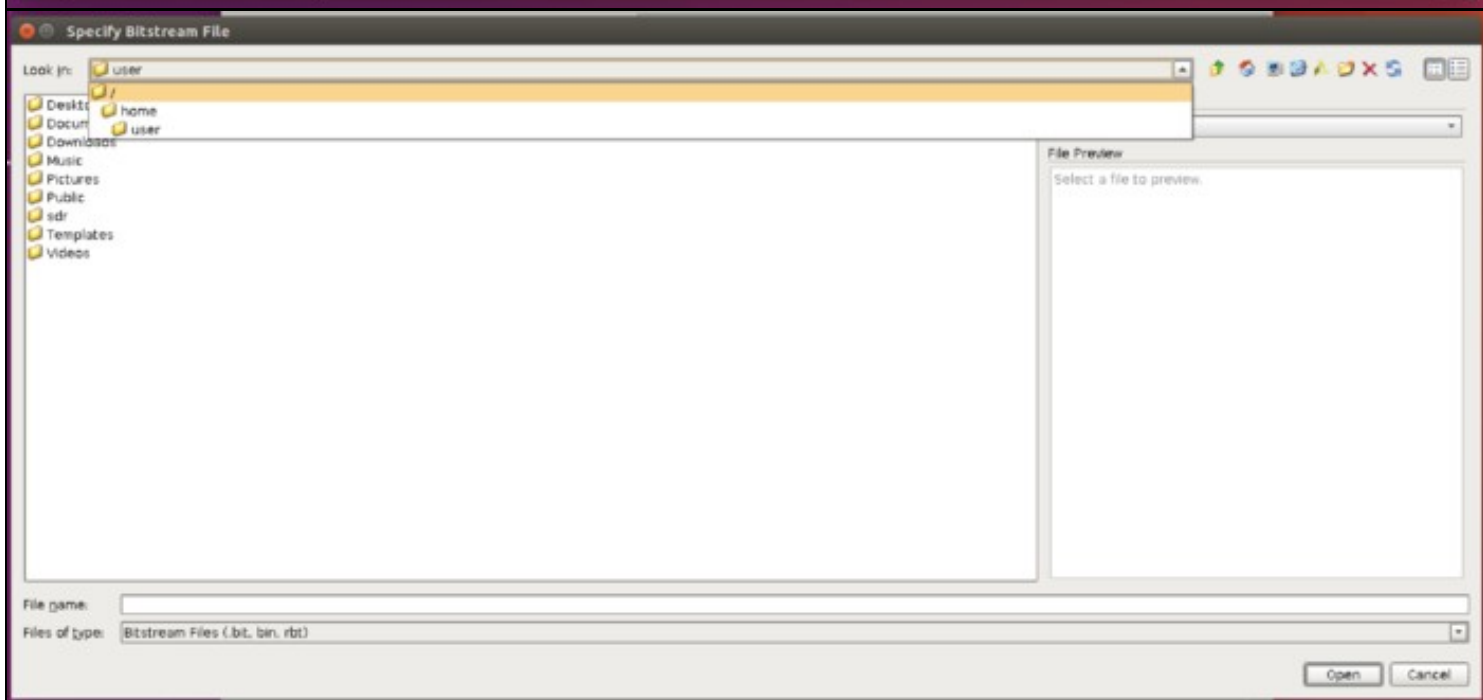 Specify Bitstream File
Look in: user
/
home
user
Deskto
Docum
Downloads
Music
Pictures
Public
sdr
Templates
Videos
File Preview
Select a file to preview.
File name:
Files of type: Bitstream Files (.bit, bin, rbt)
Open Cancel